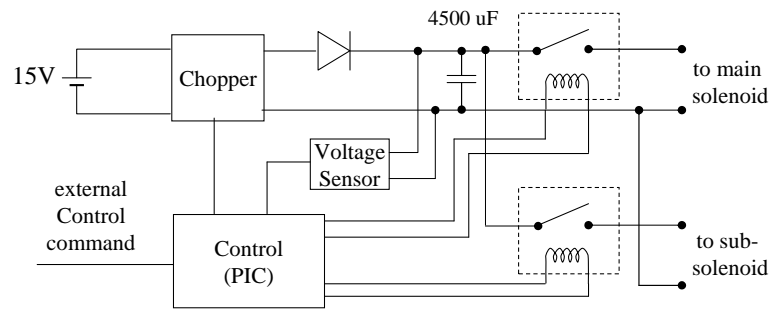 4500 uF
15V
Chopper
to main
solenoid
Voltage
Sensor
external
Control
command
Control
(PIC)
to sub-
solenoid